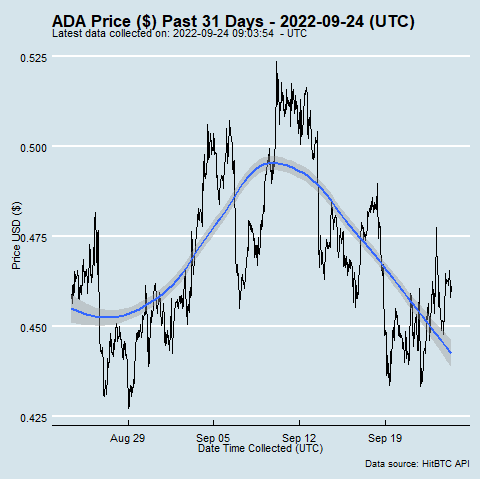 ADA Price ($) Past 31 Days - 2022-09-24 (UTC)
Latest data collected on: 2022-09-24 09:03:54 - UTC
0.525
0.500
0.475
0.450
0.425
Price USD ($)
Aug 29
Sep 05
Sep 12
Sep 19
Date Time Collected (UTC)
Data source: HitBTC API